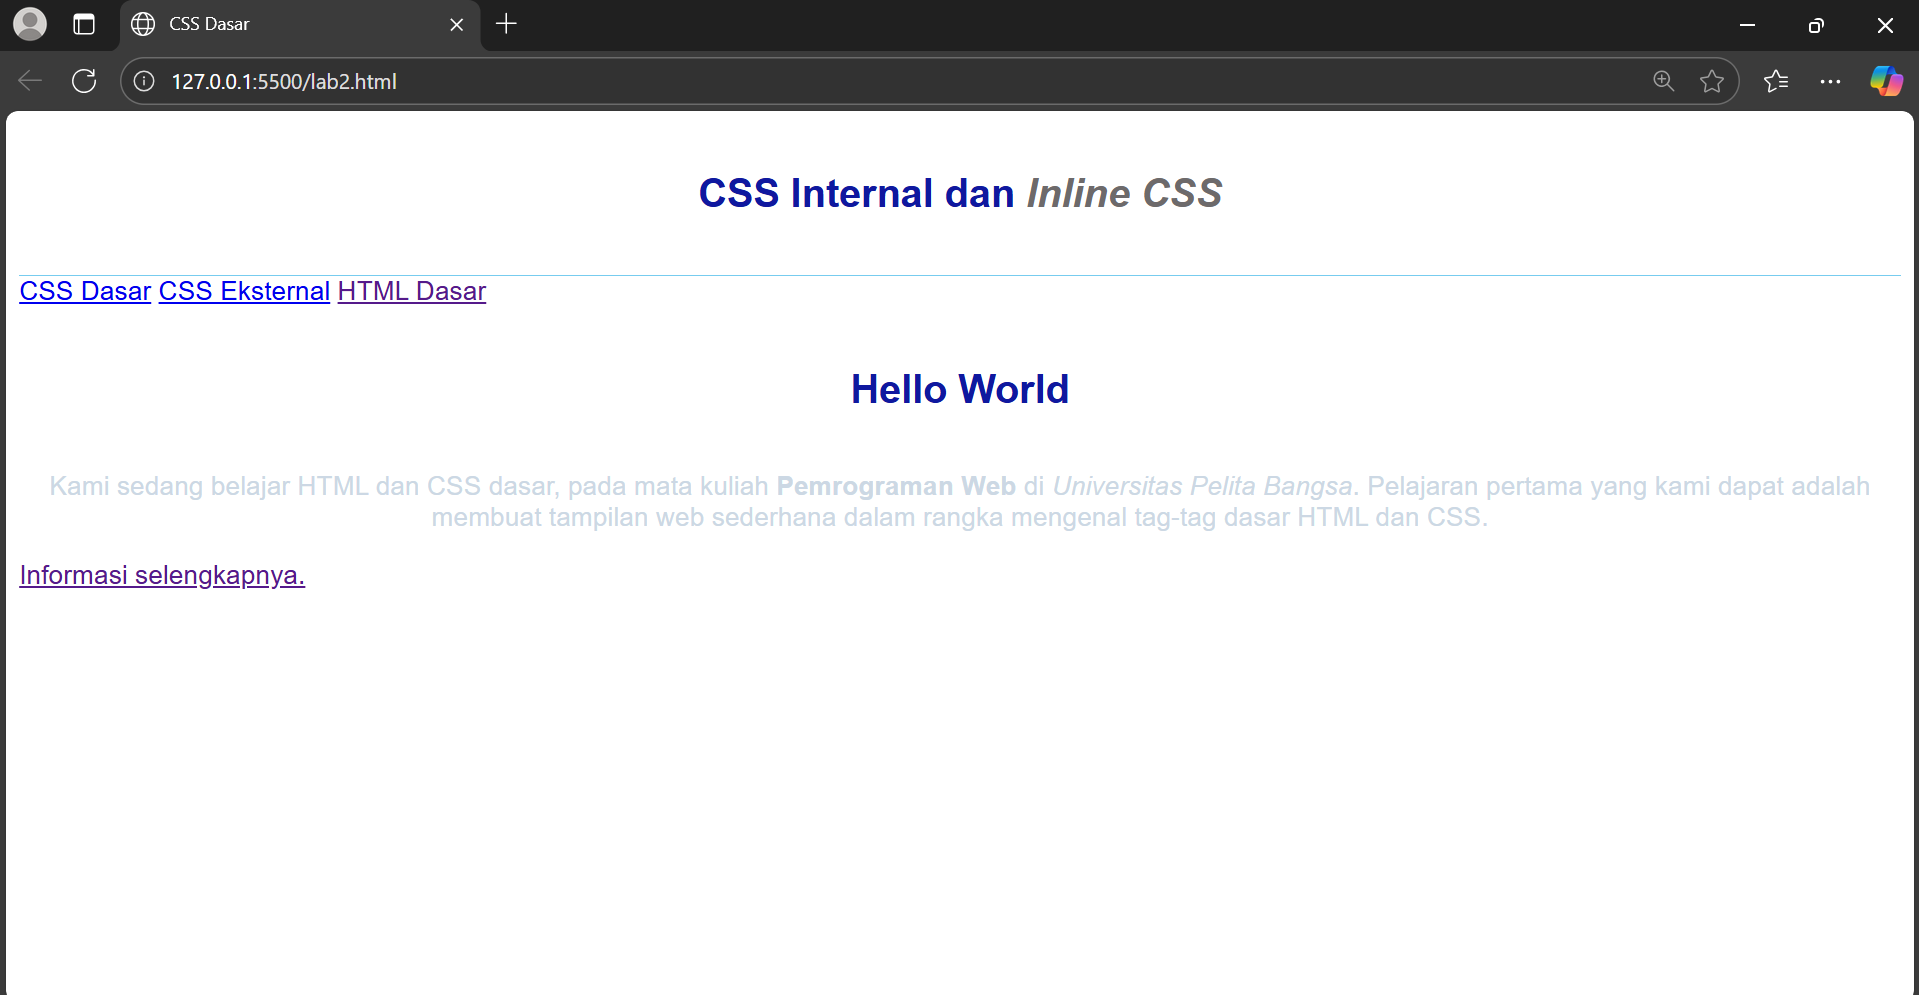 CSS Dasar
127.0.0.1:5500/lab2.html
CSS Internal dan Inline CSS
CSS Dasar CSS Eksternal HTML Dasar
Hello World
Kami sedang belajar HTML dan CSS dasar, pada mata kuliah Pemrograman Web di Universitas Pelita Bangsa. Pelajaran pertama yang kami dapat adalah
membuat tampilan web sederhana dalam rangka mengenal tag-tag dasar HTML dan CSS.
Informasi selengkapnya.